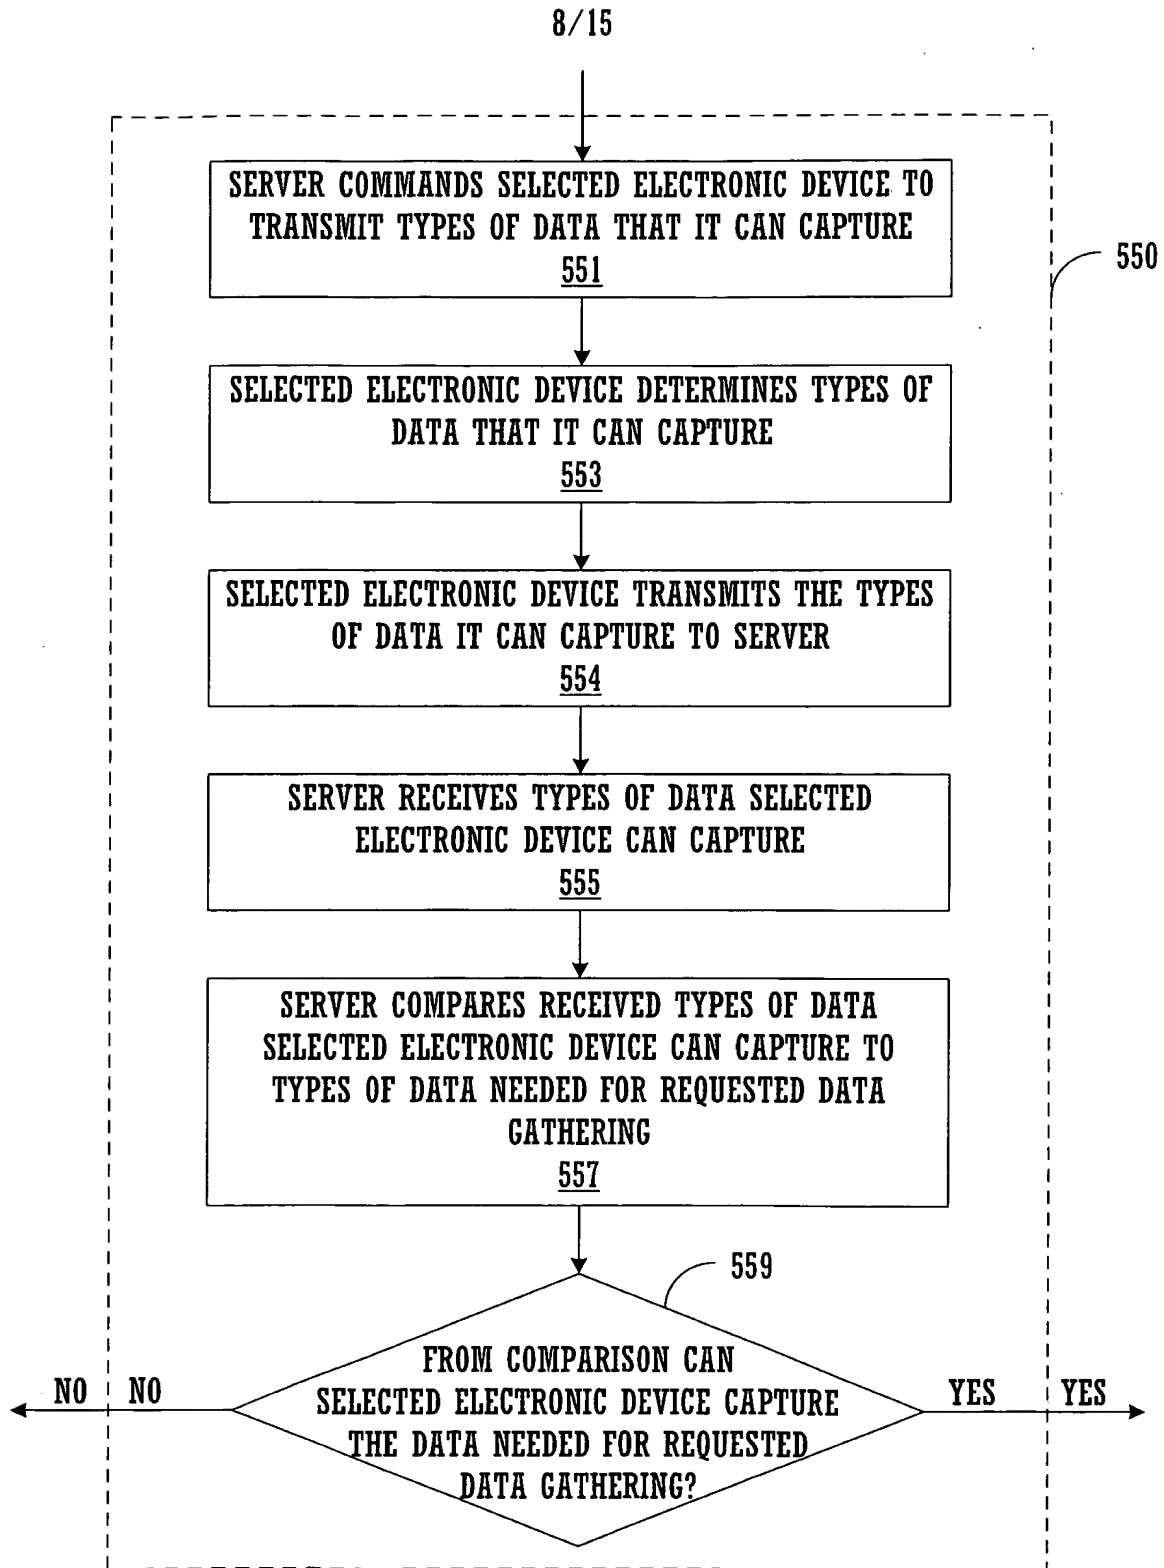 8/15
SERVER COMMANDS SELECTED ELECTRONIC DEVICE TO
TRANSMIT TYPES OF DATA THAT IT CAN CAPTURE
551
550
SELECTED ELECTRONIC DEVICE DETERMINES TYPES OF
DATA THAT IT CAN CAPTURE
553
SELECTED ELECTRONIC DEVICE TRANSMITS THE TYPES
OF DATA IT CAN CAPTURE TO SERVER
554
SERVER RECEIVES TYPES OF DATA SELECTED
ELECTRONIC DEVICE CAN CAPTURE
555
SERVER COMPARES RECEIVED TYPES OF DATA
SELECTED ELECTRONIC DEVICE CAN CAPTURE TO
TYPES OF DATA NEEDED FOR REQUESTED DATA
GATHERING
557
559
FROM COMPARISON CAN
SELECTED ELECTRONIC DEVICE CAPTURE
THE DATA NEEDED FOR REQUESTED
DATA GATHERING?
NO NO
YES YES